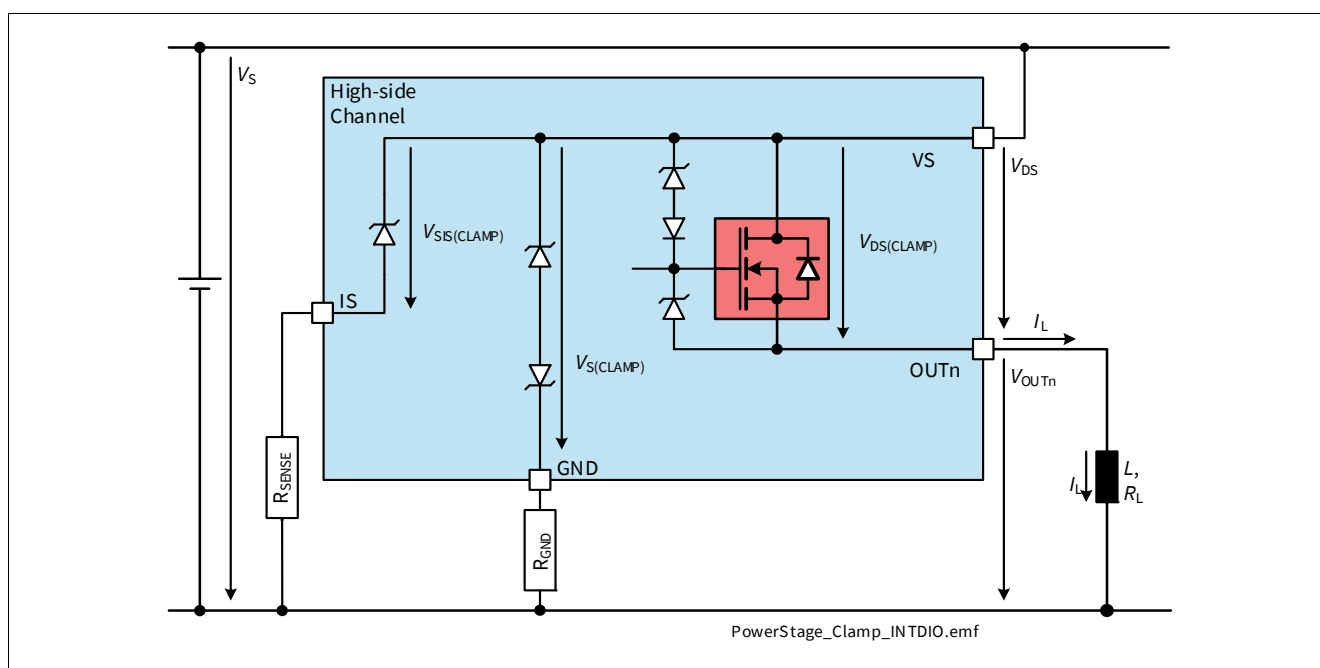 VS
High-side
Channel
VS
VDS
VSIS(CLAMP)
VDS(CLAMP)
IS
IL
VS(CLAMP)
OUTn
VOUTn
GND
RSENSE
L,
IL
RL
RGND
PowerStage_Clamp_INTDIO.emf